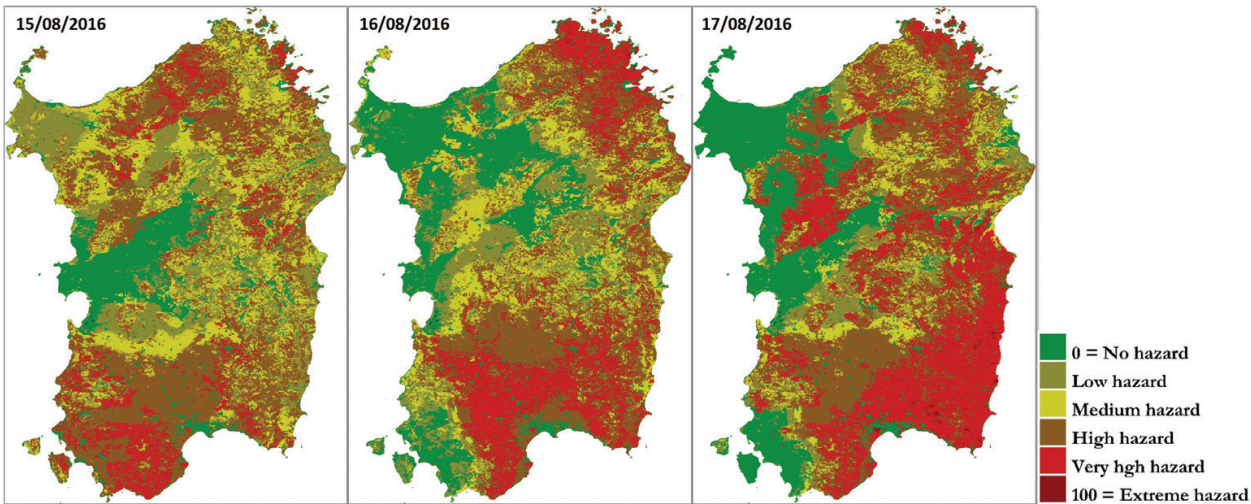 15/08/2016
16/08/2016
17/08/2016
0 = No hazard
Low hazard
Medium hazard
High hazard
Very hgh hazard
100 = Extreme hazard